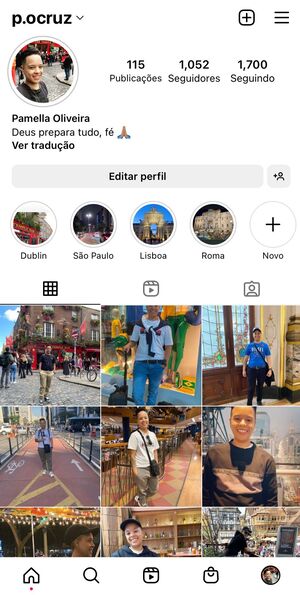 p.ocruz
115 1,052 1,700
Publicações Seguidores Seguindo
Pamella Oliveira
Deus prepara tudo, fé 🙏🏽
Ver tradução
Editar perfil
Dublin São Paulo Lisboa Roma Novo